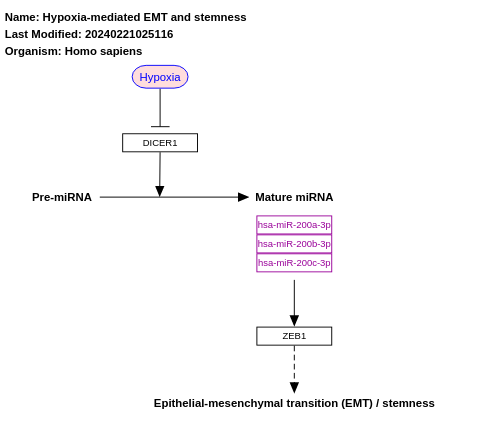 Name: Hypoxia-mediated EMT and stemness
Last Modified: 20240221025116
Organism: Homo sapiens
Hypoxia
DICER1
Pre-miRNA
Mature miRNA
hsa-miR-200a-3p
hsa-miR-200b-3p
hsa-miR-200c-3p
ZEB1
Epithelial-mesenchymal transition (EMT) / stemness